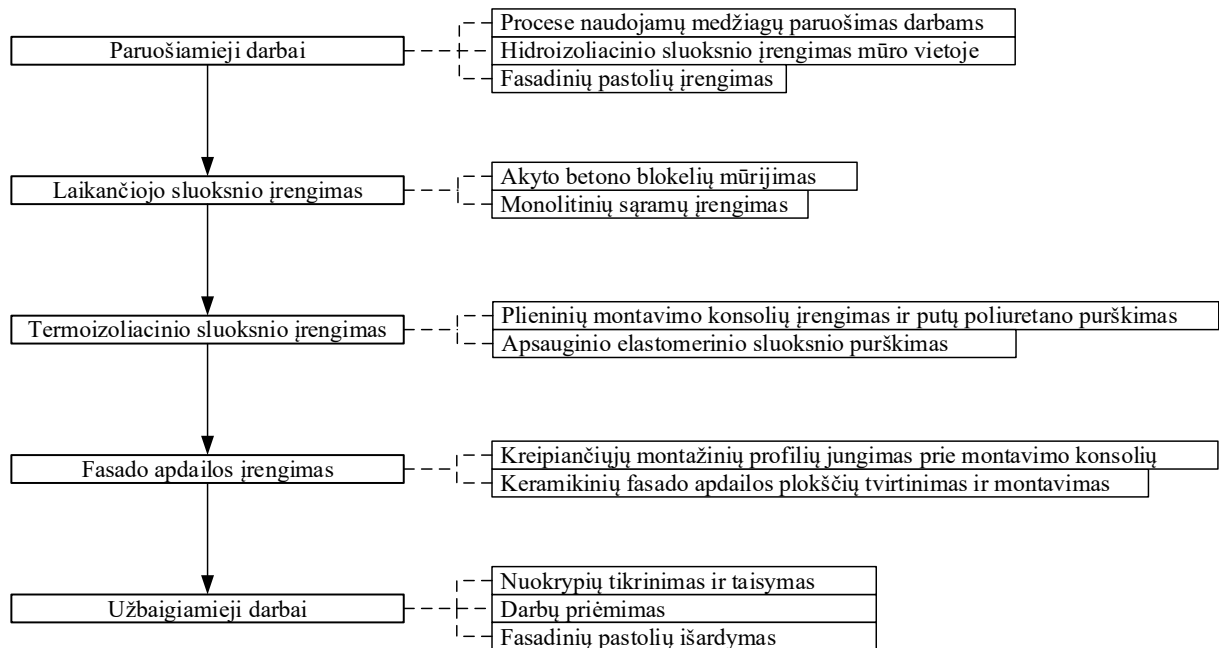 Paruošiamieji darbai
Procese naudojamų medžiagų paruošimas darbams
Hidroizoliacinio sluoksnio įrengimas mūro vietoje
Fasadinių pastolių įrengimas
Laikančiojo sluoksnio įrengimas
Akyto betono blokelių mūrijimas
Monolitinių sąramų įrengimas
Termoizoliacinio sluoksnio įrengimas
Plieninių montavimo konsolių įrengimas ir putų poliuretano purškimas
Apsauginio elastomerinio sluoksnio purškimas
Fasado apdailos įrengimas
Kreipiančiųjų montažinių profilių jungimas prie montavimo konsolių
Keramikinių fasado apdailos plokščių tvirtinimas ir montavimas
Užbaigiamieji darbai
Nuokrypių tikrinimas ir taisymas
Darbų priėmimas
Fasadinių pastolių išardymas